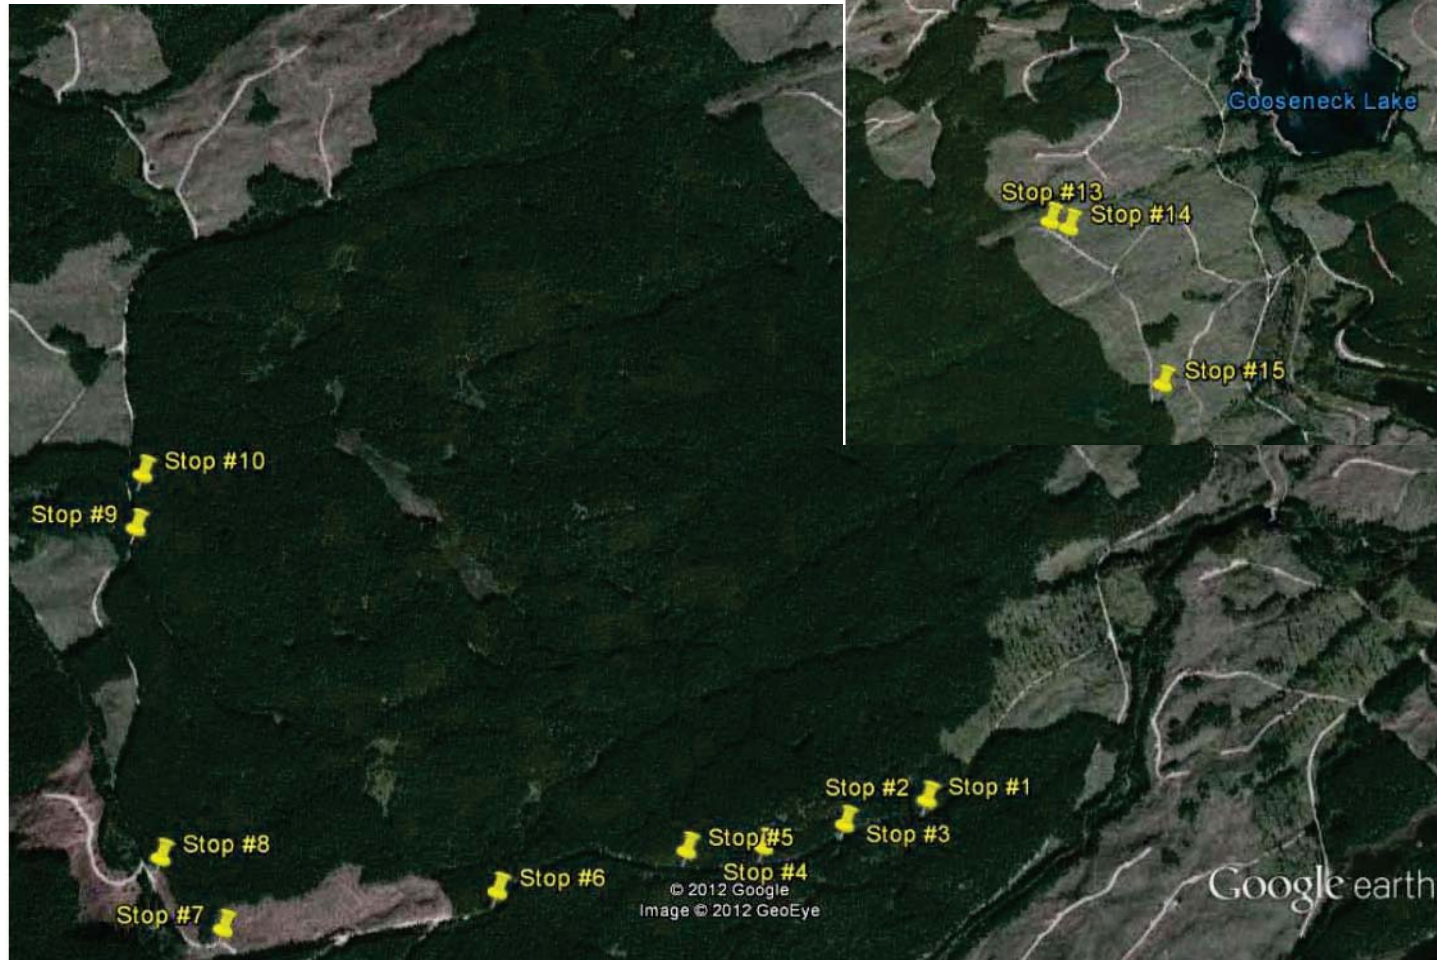 Gooseneck Lake
Stop #13
Stop #14
Stop #15
Stop #10
Stop #9
Stop #2
Stop #1
Stop #3
Stop #5
Stop #4
Stop #8
Stop #6
Stop #7
© 2012 Google
Image © 2012 GeoEye
Google earth